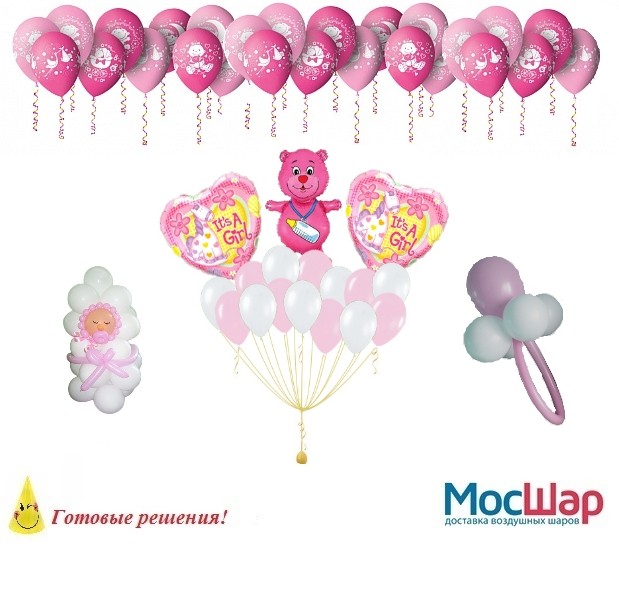 It's A
Girl
It's A
Girl
Готовые решения!
МосШар
доставка воздушных шаров